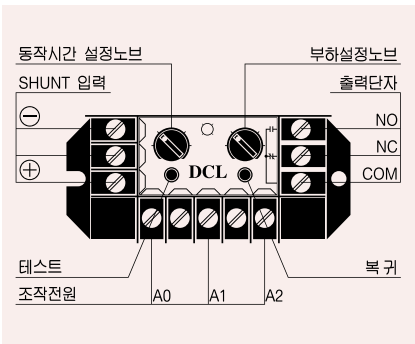 동작시간 설정노브
부하설정노브
SHUNT 입력
출력단자
⊖
NO
NC
⊕
DCL
COM
테스트
복귀
조작전원
A0
A1
A2